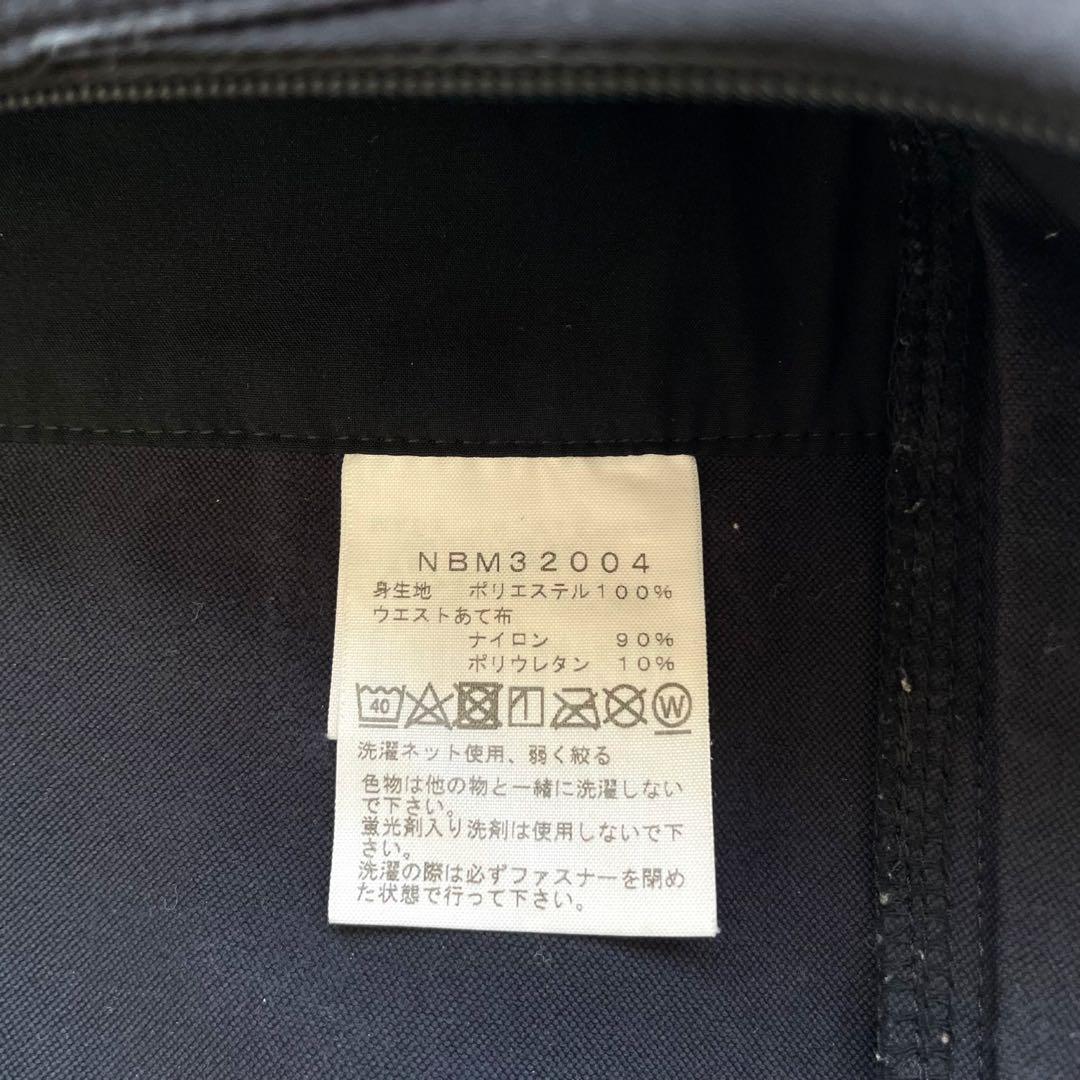 NBM32004
身生地 ポリエステル100%
ウエストあて布
ナイロン 90%
ポリウレタン 10%
40 W
洗濯ネット使用、弱く絞る
色物は他の物と一緒に洗濯しない
で下さい。
蛍光剤入り洗剤は使用しないで下
さい。
洗濯の際は必ずファスナーを閉め
た状態で行って下さい。